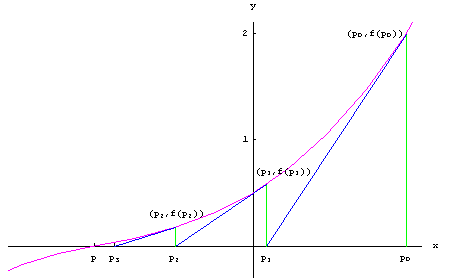 y
2
(p₀,f(p₀))
1
(p₁,f(p₁))
(p₂,f(p₂))
x
p p₃ p₂ p₁ p₀